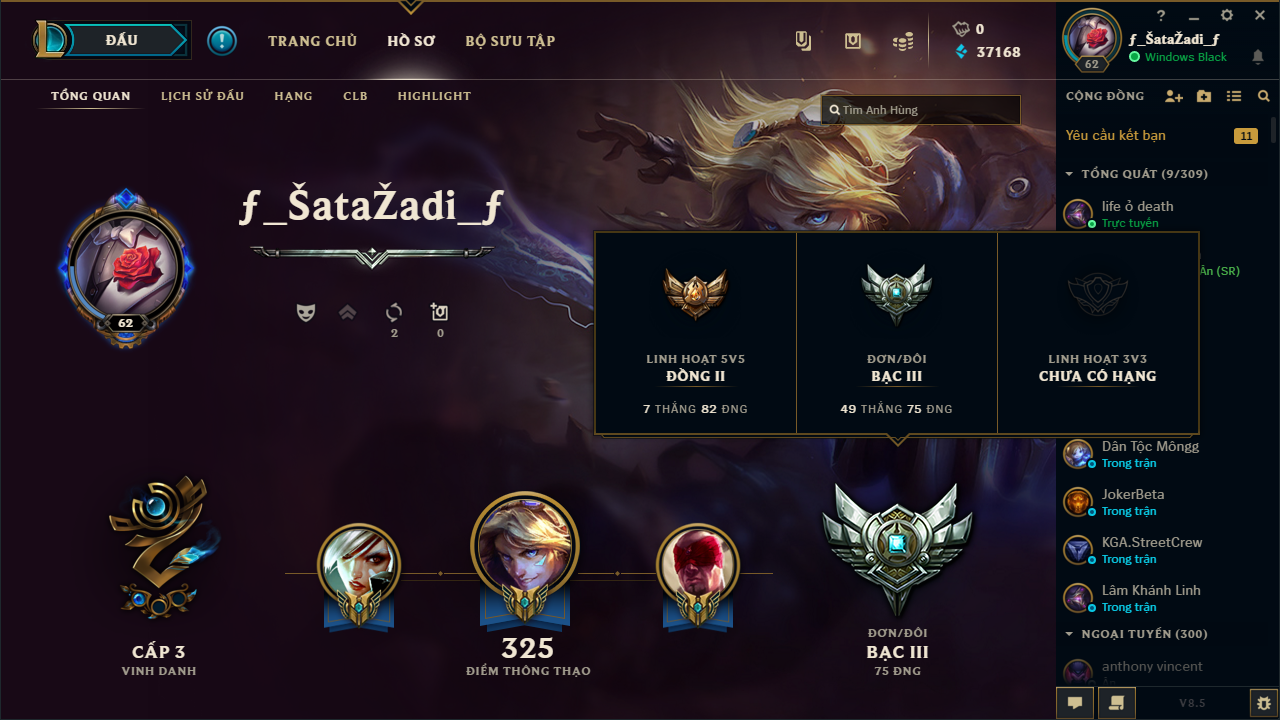 ĐẤU
!
TRANG CHỦ
HỒ SƠ
BỘ SƯU TẬP
0
37168
?
ƒ_ŠataŽadi_ƒ
Windows Black
62
TỔNG QUAN
LỊCH SỬ ĐẤU
HẠNG
CLB
HIGHLIGHT
Tìm Anh Hùng
CỘNG ĐỒNG
Yêu cầu kết bạn
11
TỔNG QUÁT (9/309)
life ỏ death
Trực tuyến
Ẩn (SR)
ƒ_ŠataŽadi_ƒ
62
2
0
LINH HOẠT 5V5
ĐỒNG II
7 THẮNG 82 ĐNG
ĐƠN/ĐÔI
BẠC III
49 THẮNG 75 ĐNG
LINH HOẠT 3V3
CHƯA CÓ HẠNG
Dân Tộc Môngg
Trong trận
JokerBeta
Trong trận
KGA.StreetCrew
Trong trận
Lâm Khánh Linh
Trong trận
NGOẠI TUYẾN (300)
anthony vincent
CẤP 3
VINH DANH
325
ĐIỂM THÔNG THẠO
ĐƠN/ĐÔI
BẠC III
75 ĐNG
V8.5